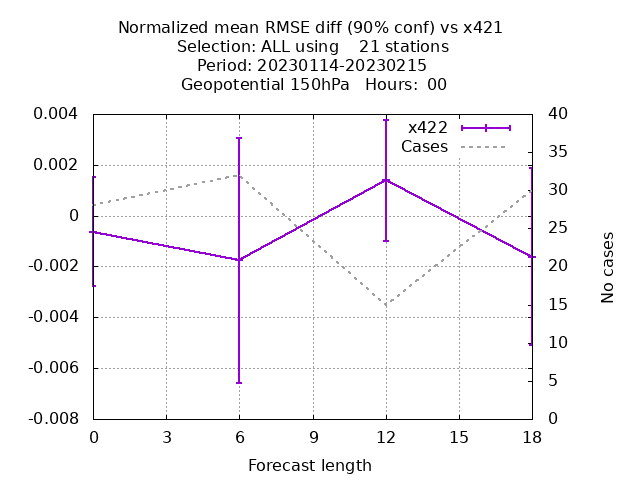 Normalized mean RMSE diff (90% conf) vs x421
Selection: ALL using    21 stations
Period: 20230114-20230215
Geopotential 150hPa   Hours:  00
0.004
0.002
0
-0.002
-0.004
-0.006
-0.008
x422
Cases
40
35
30
25
20
15
10
5
0
No cases
0 3 6 9 12 15 18
Forecast length